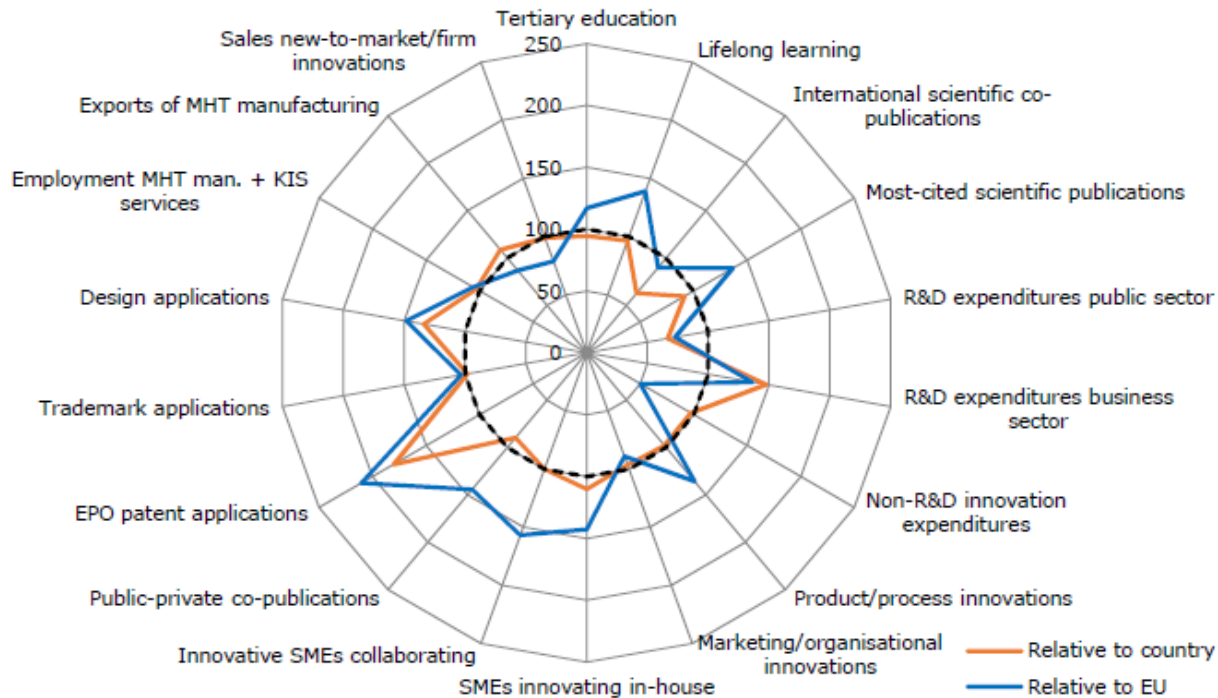 Tertiary education
250
200
150
100
50
0
Lifelong learning
International scientific co-
publications
Most-cited scientific publications
R&D expenditures public sector
R&D expenditures business
sector
Non-R&D innovation
expenditures
Product/process innovations
Marketing/organisational
innovations
SMEs innovating in-house
Innovative SMEs collaborating
Public-private co-publications
EPO patent applications
Trademark applications
Design applications
Employment MHT man. + KIS
services
Exports of MHT manufacturing
Sales new-to-market/firm
innovations
Relative to country
Relative to EU